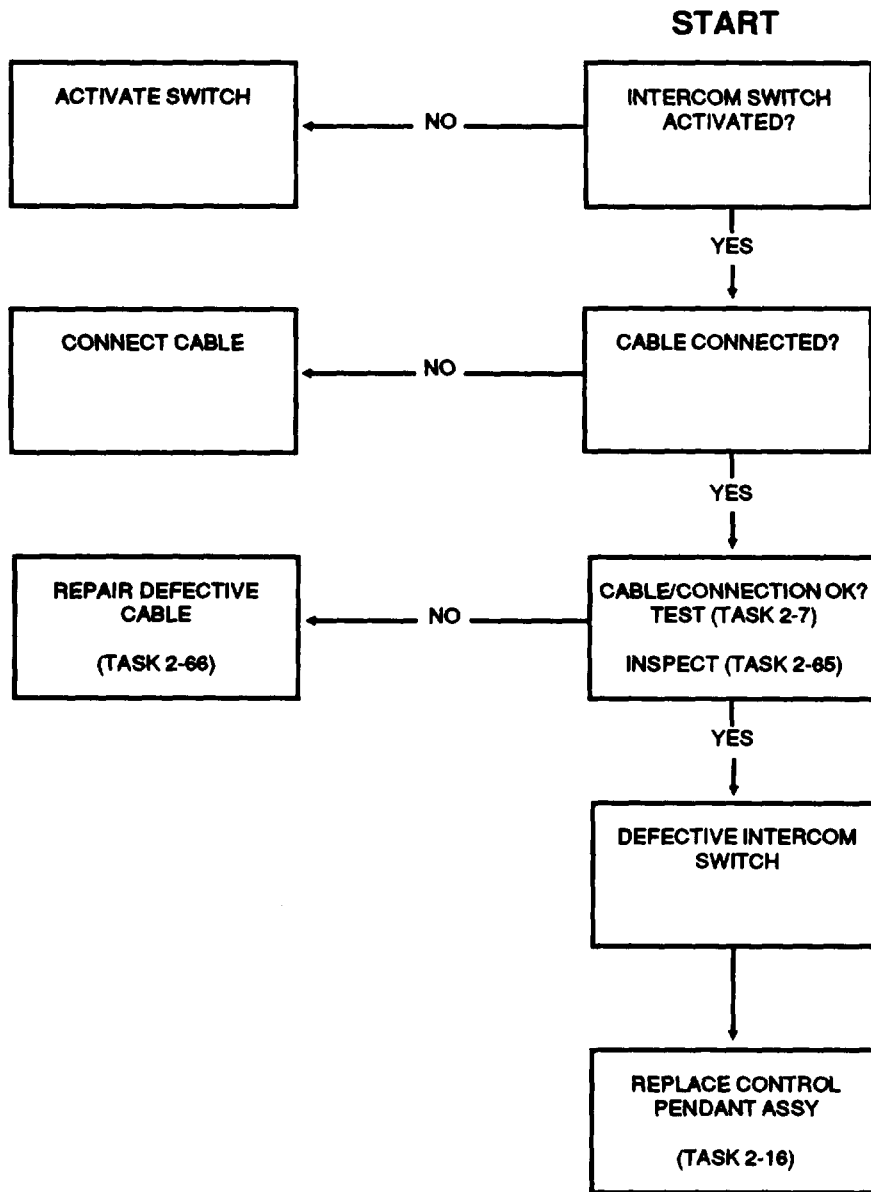 START
ACTIVATE SWITCH
NO
INTERCOM SWITCH
ACTIVATED?
YES
CONNECT CABLE
NO
CABLE CONNECTED?
YES
REPAIR DEFECTIVE
CABLE
(TASK 2-66)
NO
CABLE/CONNECTION OK?
TEST (TASK 2-7)
INSPECT (TASK 2-65)
YES
DEFECTIVE INTERCOM
SWITCH
REPLACE CONTROL
PENDANT ASSY
(TASK 2-16)